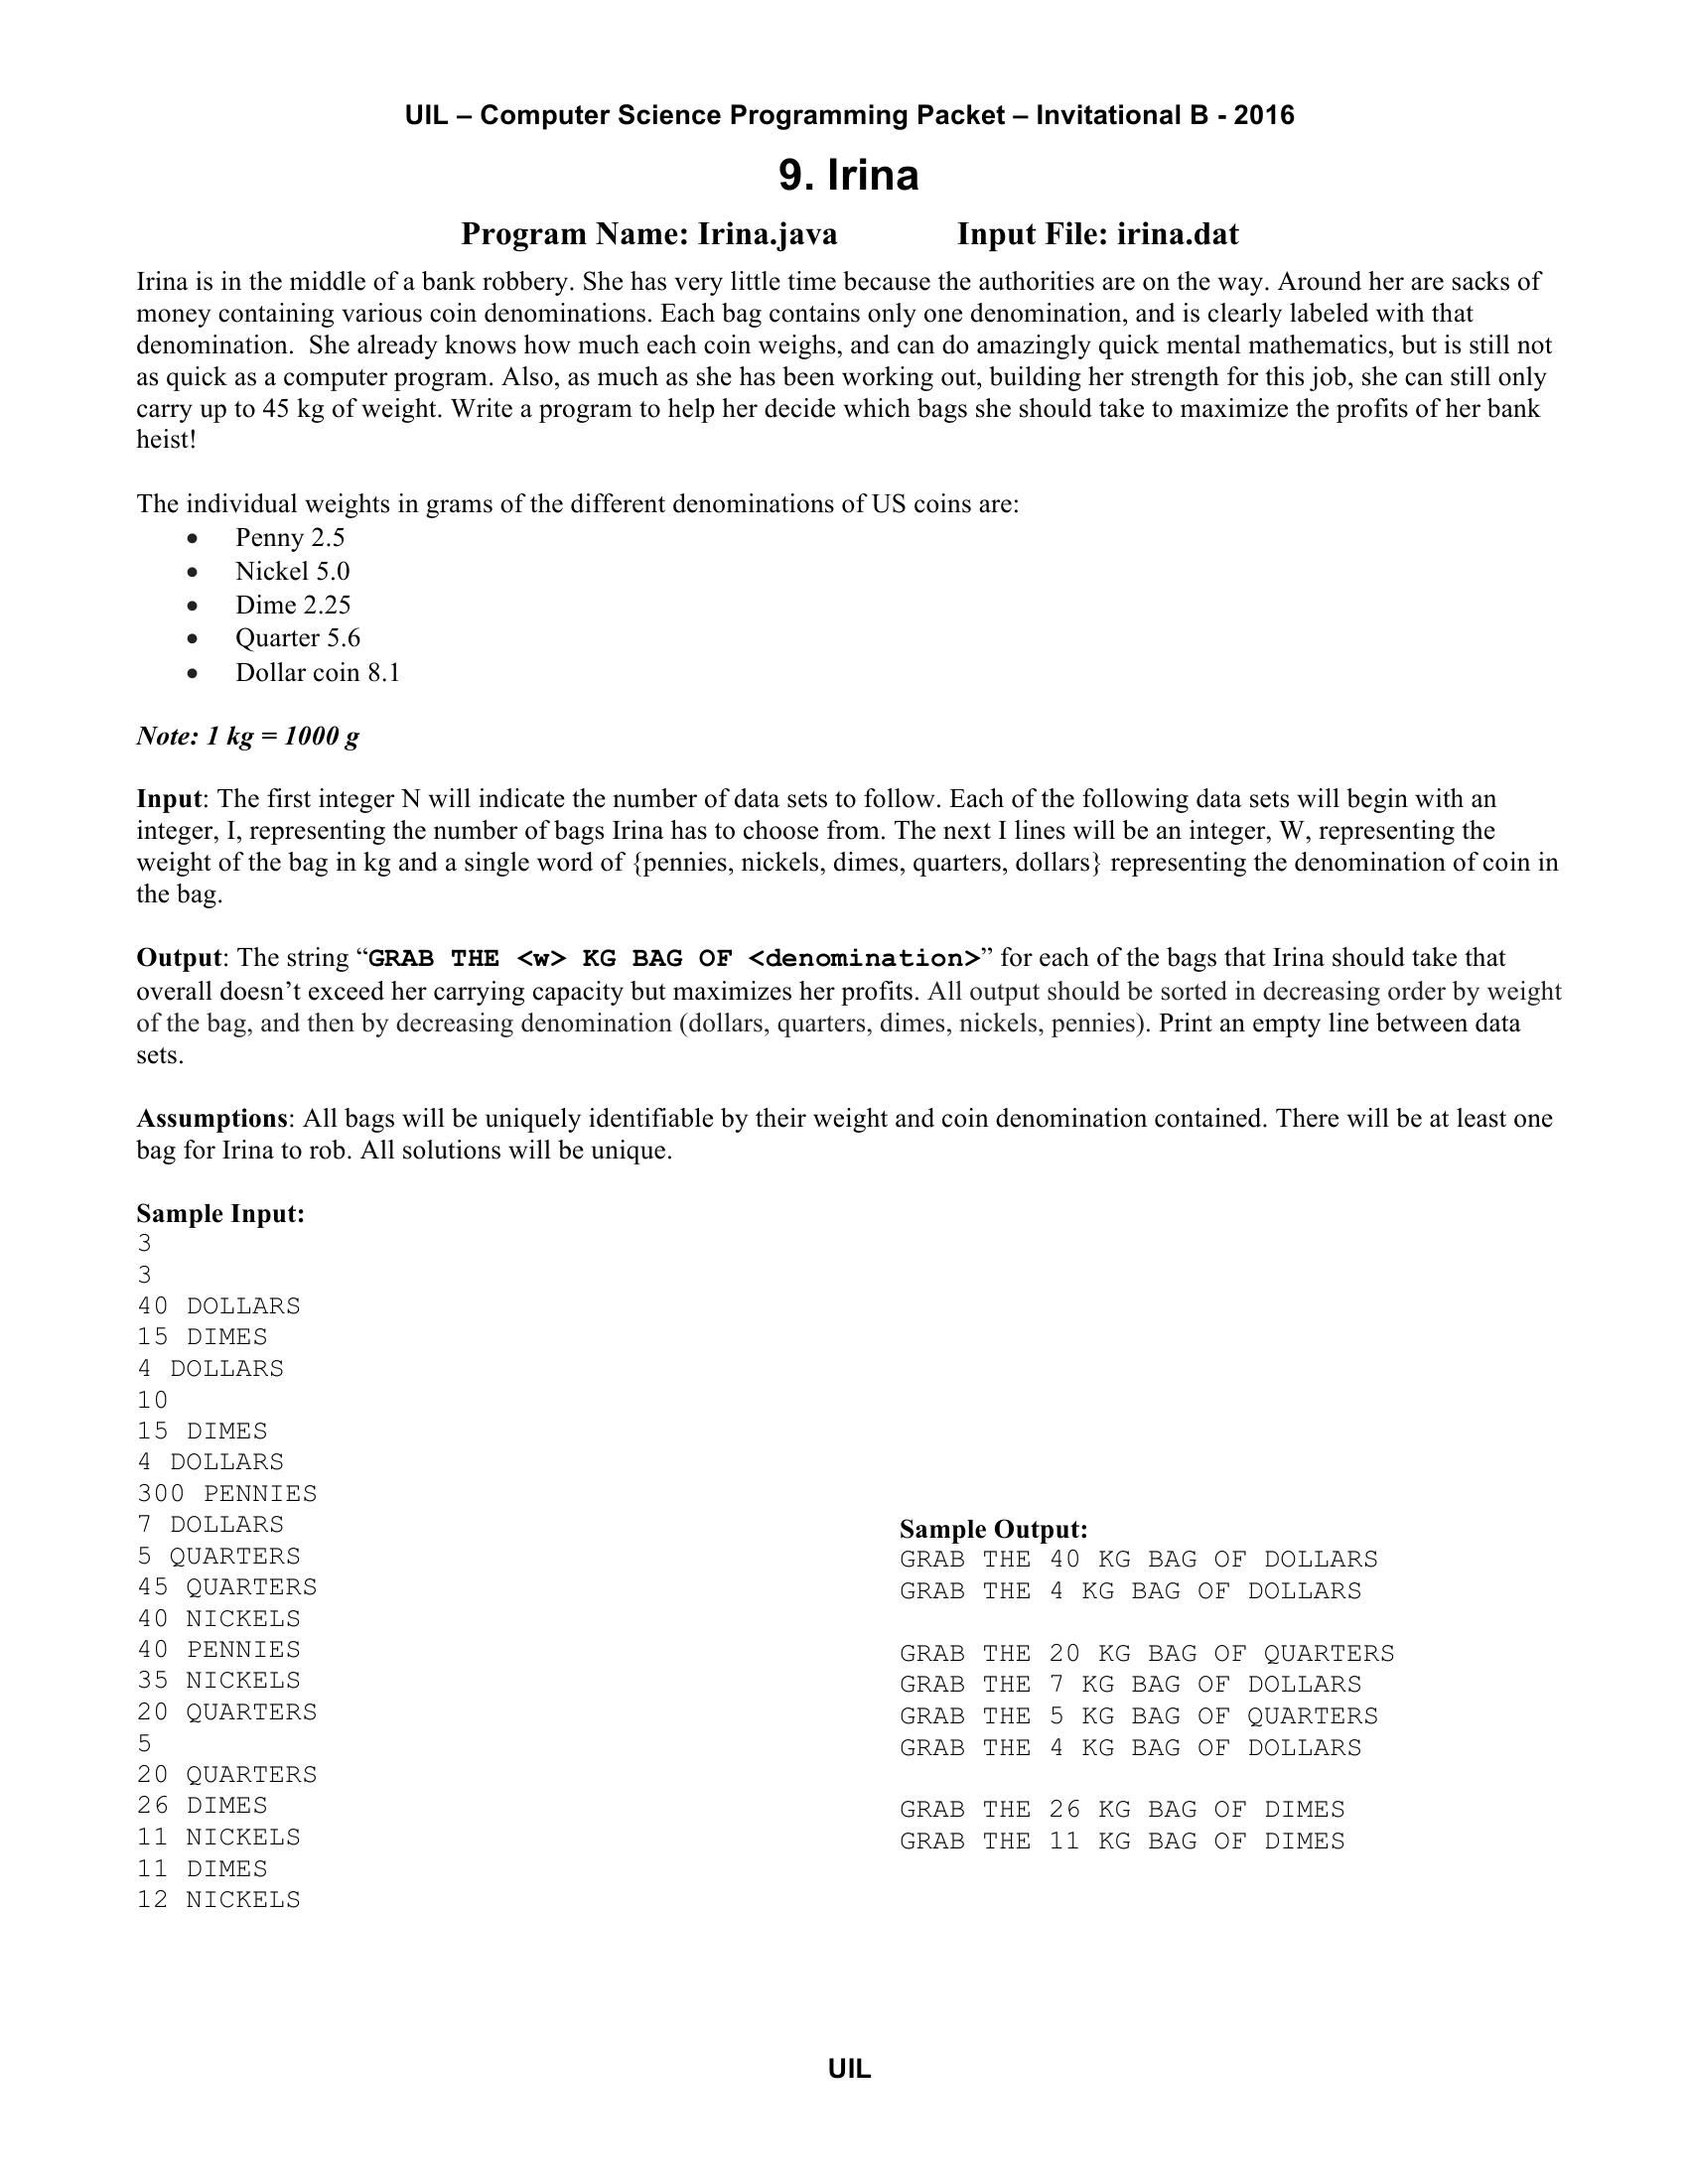 UIL – Computer Science Programming Packet – Invitational B - 2016
9. Irina
Program Name: Irina.java Input File: irina.dat
Irina is in the middle of a bank robbery. She has very little time because the authorities are on the way. Around her are sacks of
money containing various coin denominations. Each bag contains only one denomination, and is clearly labeled with that
denomination.  She already knows how much each coin weighs, and can do amazingly quick mental mathematics, but is still not
as quick as a computer program. Also, as much as she has been working out, building her strength for this job, she can still only
carry up to 45 kg of weight. Write a program to help her decide which bags she should take to maximize the profits of her bank
heist!
The individual weights in grams of the different denominations of US coins are:
• Penny 2.5
• Nickel 5.0
• Dime 2.25
• Quarter 5.6
• Dollar coin 8.1
Note: 1 kg = 1000 g
Input: The first integer N will indicate the number of data sets to follow. Each of the following data sets will begin with an
integer, I, representing the number of bags Irina has to choose from. The next I lines will be an integer, W, representing the
weight of the bag in kg and a single word of {pennies, nickels, dimes, quarters, dollars} representing the denomination of coin in
the bag.
Output: The string “GRAB THE <w> KG BAG OF <denomination>” for each of the bags that Irina should take that
overall doesn’t exceed her carrying capacity but maximizes her profits. All output should be sorted in decreasing order by weight
of the bag, and then by decreasing denomination (dollars, quarters, dimes, nickels, pennies). Print an empty line between data
sets.
Assumptions: All bags will be uniquely identifiable by their weight and coin denomination contained. There will be at least one
bag for Irina to rob. All solutions will be unique.
Sample Input:
3
3
40 DOLLARS
15 DIMES
4 DOLLARS
10
15 DIMES
4 DOLLARS
300 PENNIES
7 DOLLARS
5 QUARTERS
45 QUARTERS
40 NICKELS
40 PENNIES
35 NICKELS
20 QUARTERS
5
20 QUARTERS
26 DIMES
11 NICKELS
11 DIMES
12 NICKELS
Sample Output:
GRAB THE 40 KG BAG OF DOLLARS
GRAB THE 4 KG BAG OF DOLLARS
GRAB THE 20 KG BAG OF QUARTERS
GRAB THE 7 KG BAG OF DOLLARS
GRAB THE 5 KG BAG OF QUARTERS
GRAB THE 4 KG BAG OF DOLLARS
GRAB THE 26 KG BAG OF DIMES
GRAB THE 11 KG BAG OF DIMES
UIL